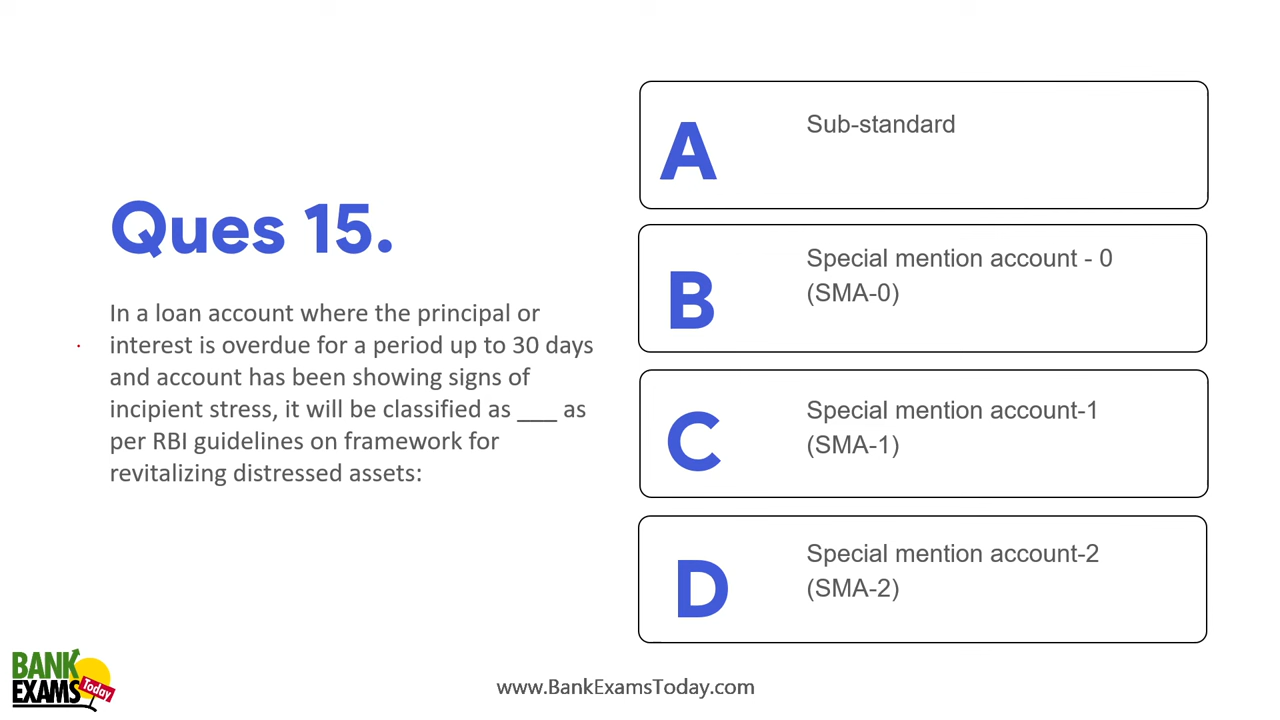 Ques 15.
In a loan account where the principal or
interest is overdue for a period up to 30 days
and account has been showing signs of
incipient stress, it will be classified as ___ as
per RBI guidelines on framework for
revitalizing distressed assets:
A
Sub-standard
B
Special mention account - 0
(SMA-0)
C
Special mention account-1
(SMA-1)
D
Special mention account-2
(SMA-2)
BANK
EXAMS
Today
www.BankExamsToday.com